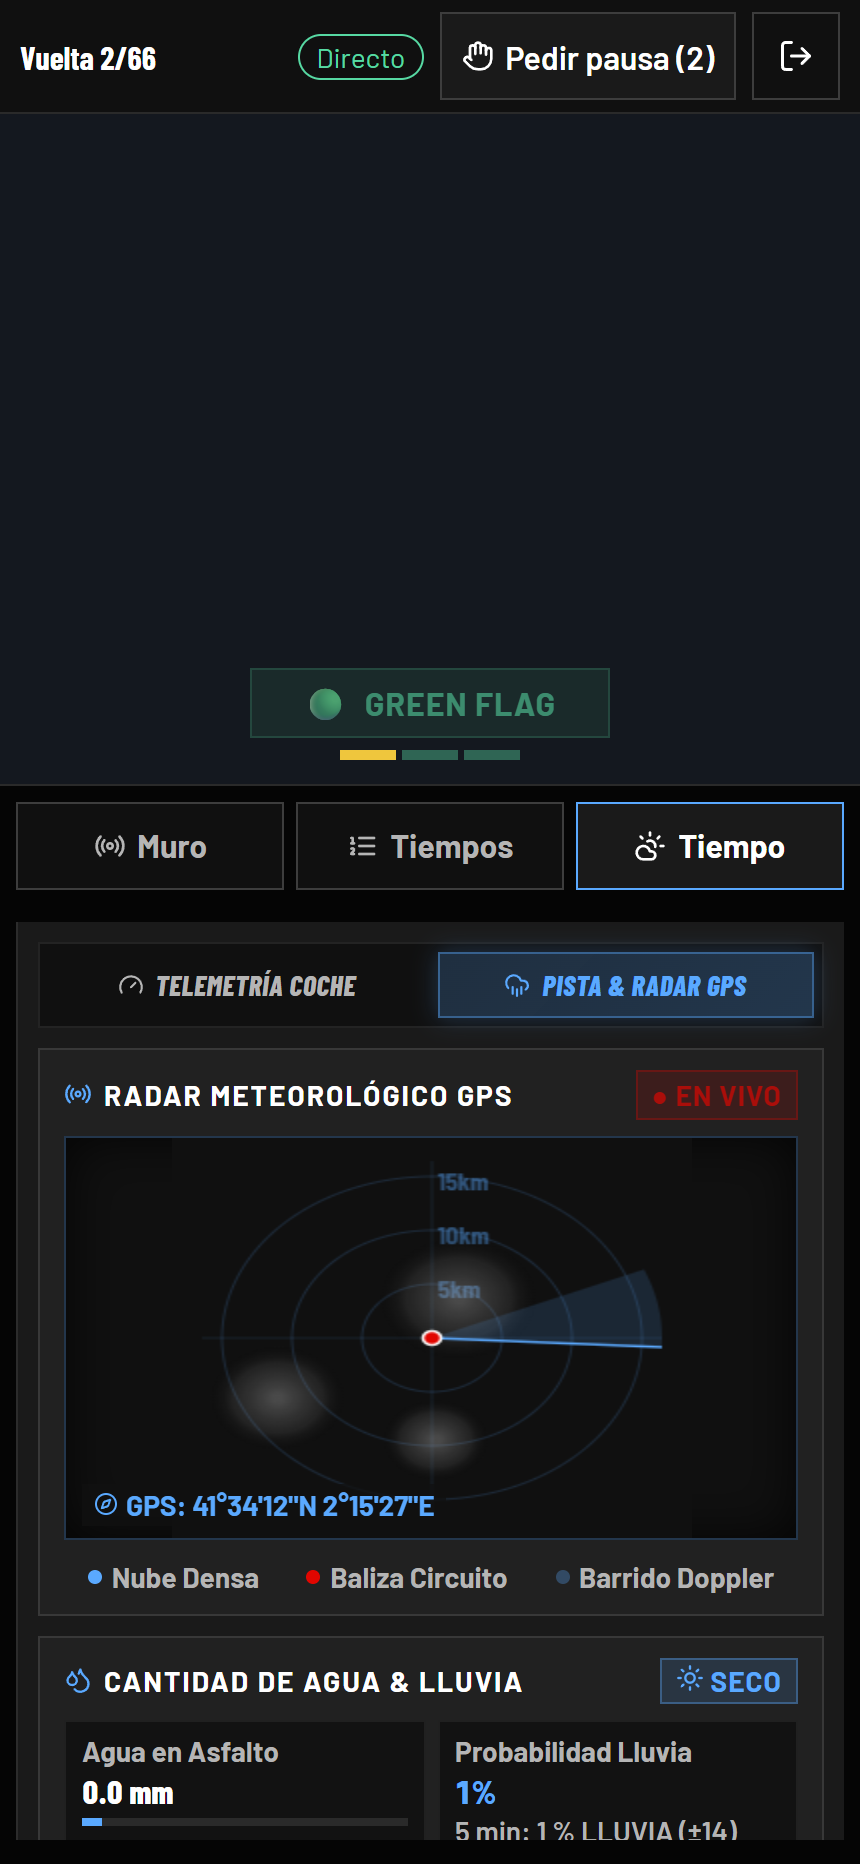 Vuelta 2/66
Directo
Pedir pausa (2)
GREEN FLAG
Muro
Tiempos
Tiempo
TELEMETRÍA COCHE
PISTA & RADAR GPS
RADAR METEOROLÓGICO GPS
EN VIVO
15km
10km
5km
GPS: 41°34'12"N 2°15'27"E
Nube Densa
Baliza Circuito
Barrido Doppler
CANTIDAD DE AGUA & LLUVIA
SECO
Agua en Asfalto
0.0 mm
Probabilidad Lluvia
1%
5 min: 1 % LLUVIA (±14)